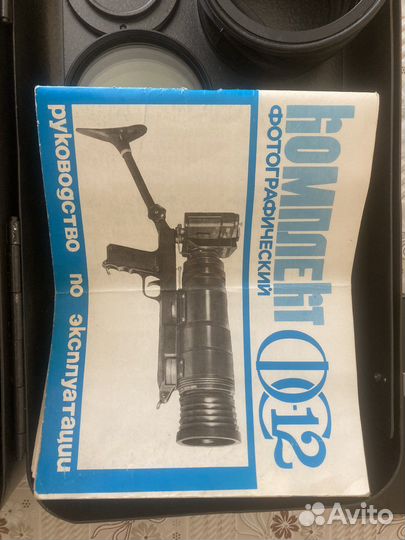 КОМПЛЕКТ
ФОТОГРАФИЧЕСКИЙ
ФС-12
руководство по эксплуатации
Avito